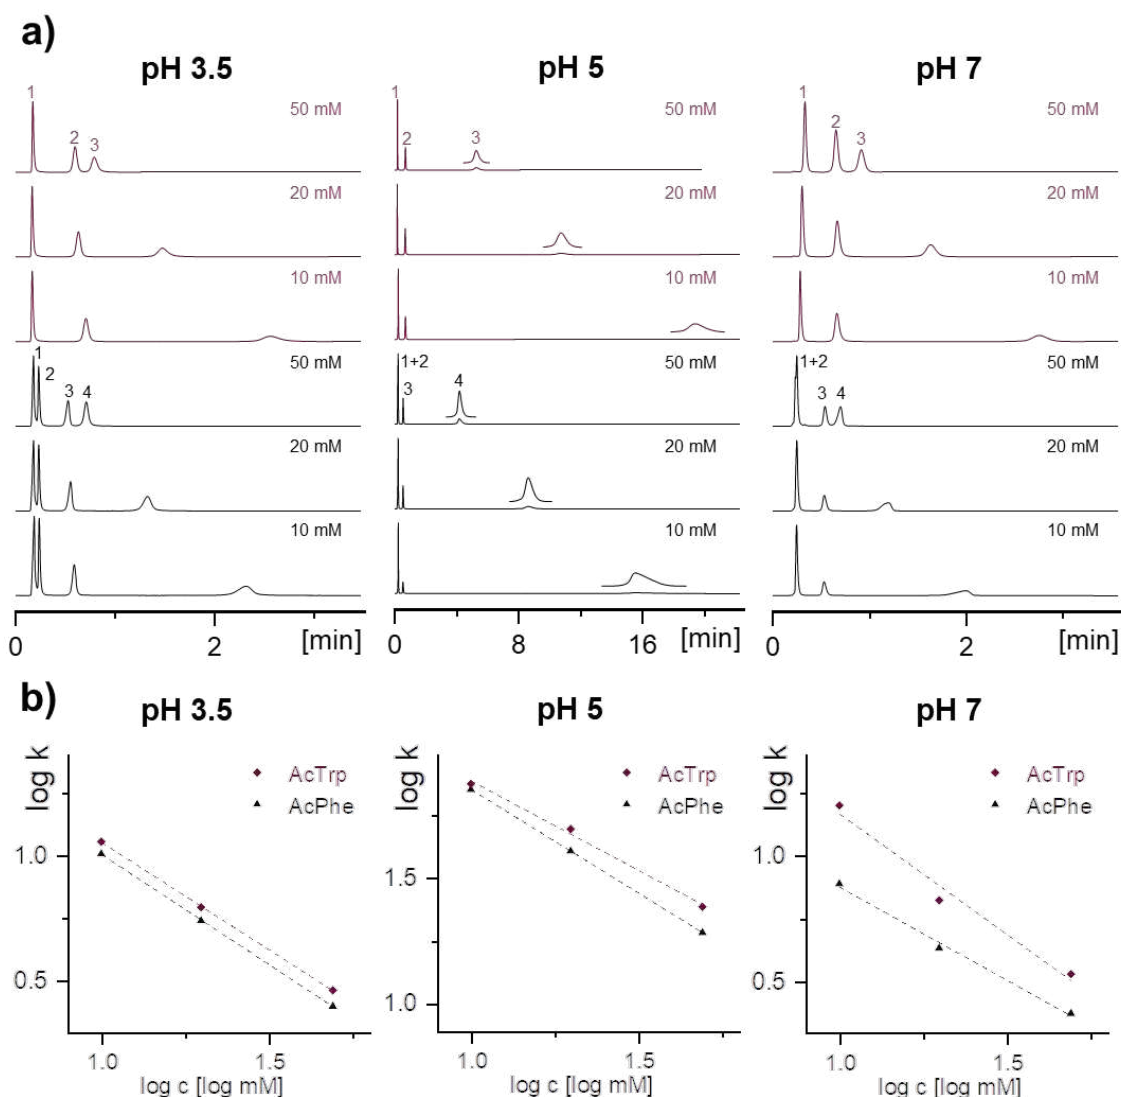 a)
pH 3.5 pH 5 pH 7
1 50 mM 1 50 mM 1 50 mM
2 3 2 3 2 3
20 mM 20 mM 20 mM
10 mM 10 mM 10 mM
1 50 mM 1+2 50 mM 1+2 50 mM
2 3 4 3 4 3 4
20 mM 20 mM 20 mM
10 mM 10 mM 10 mM
0 2 [min] 0 8 16 [min] 0 2 [min]
b)
pH 3.5 pH 5 pH 7
log k AcTrp log k AcTrp log k AcTrp
AcPhe AcPhe AcPhe
1.0 1.5 1.0
0.5 1.0 0.5
1.0 1.5 1.0 1.5 1.0 1.5
log c [log mM] log c [log mM] log c [log mM]